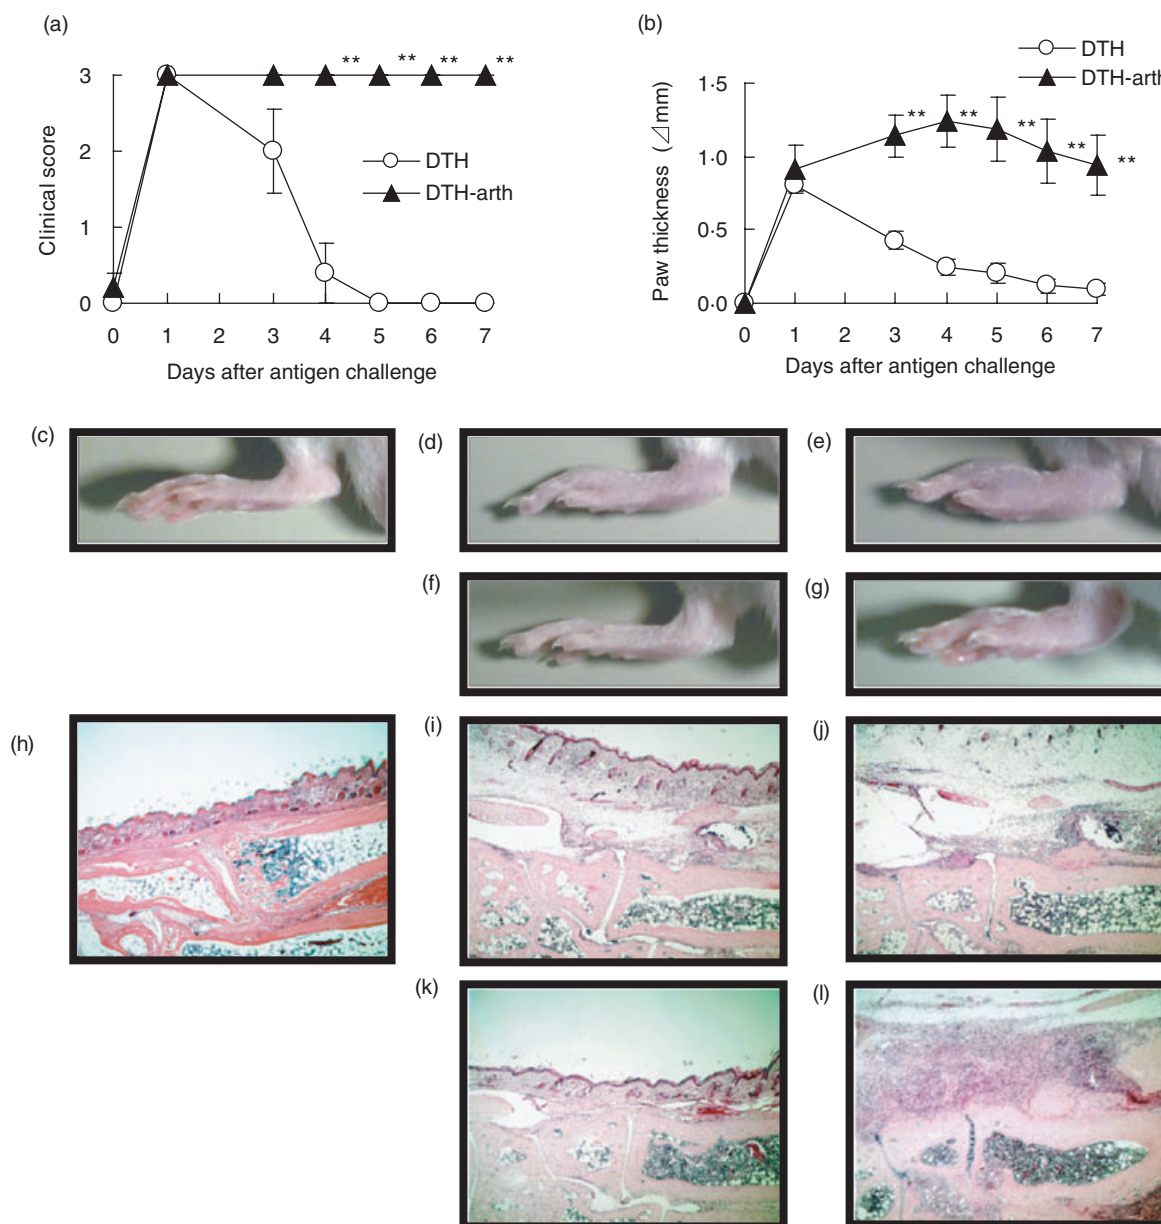 (a)
3
2
1
0
Clinical score
0 1 2 3 4 5 6 7
Days after antigen challenge
** ** ** **
DTH
DTH-arth
(b)
DTH
DTH-arth
1·5
1·0
0·5
0·0
Paw thickness (⊿mm)
0 1 2 3 4 5 6 7
Days after antigen challenge
** ** ** ** **
(c)
(d)
(e)
(f)
(g)
(h)
(i)
(j)
(k)
(l)